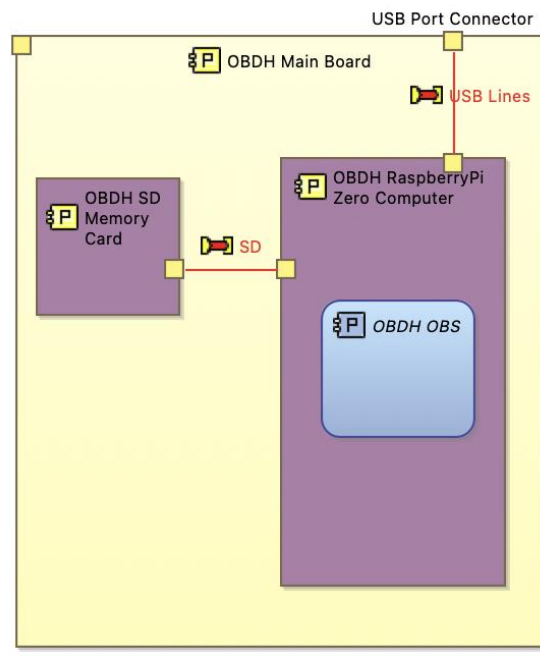 USB Port Connector
P OBDH Main Board
USB Lines
P OBDH SD
Memory
Card
P OBDH RaspberryPi
Zero Computer
SD
P OBDH OBS